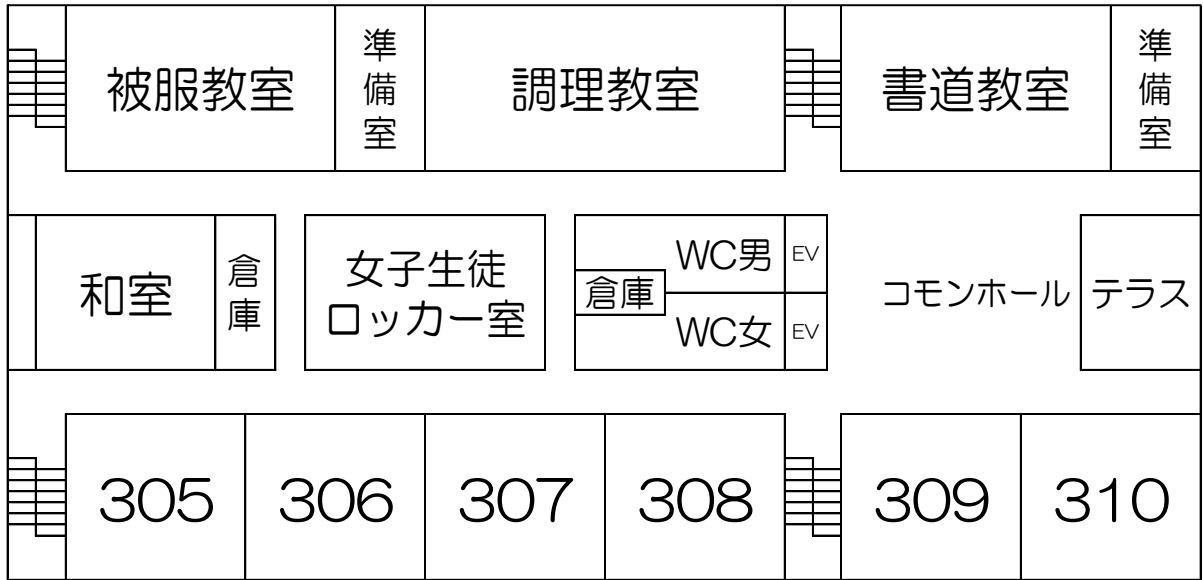 被服教室
準備室
調理教室
書道教室
準備室
和室
倉庫
女子生徒
ロッカー室
倉庫
WC男
EV
WC女
EV
コモンホール
テラス
305
306
307
308
309
310